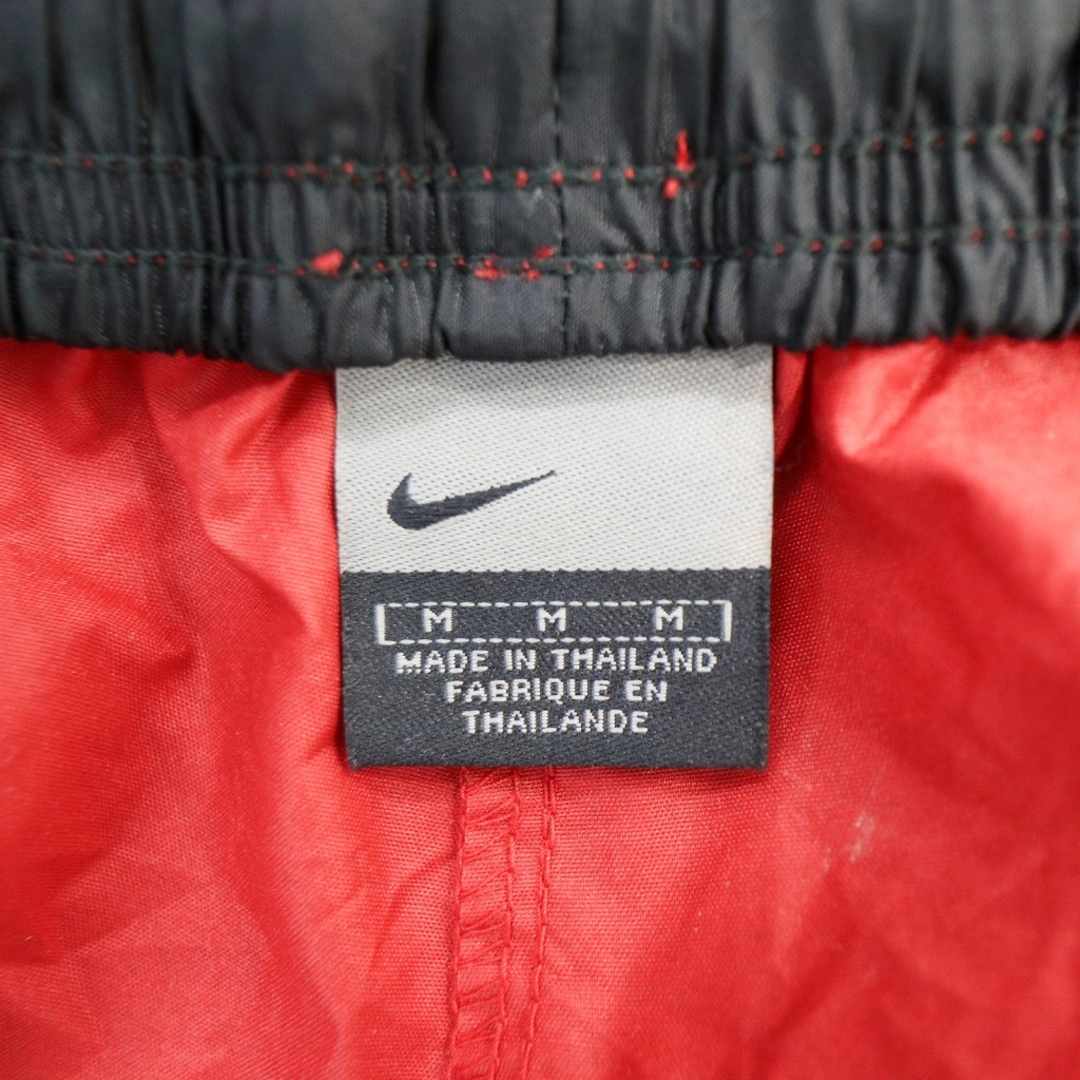 M M M
MADE IN THAILAND
FABRIQUE EN
THAILANDE